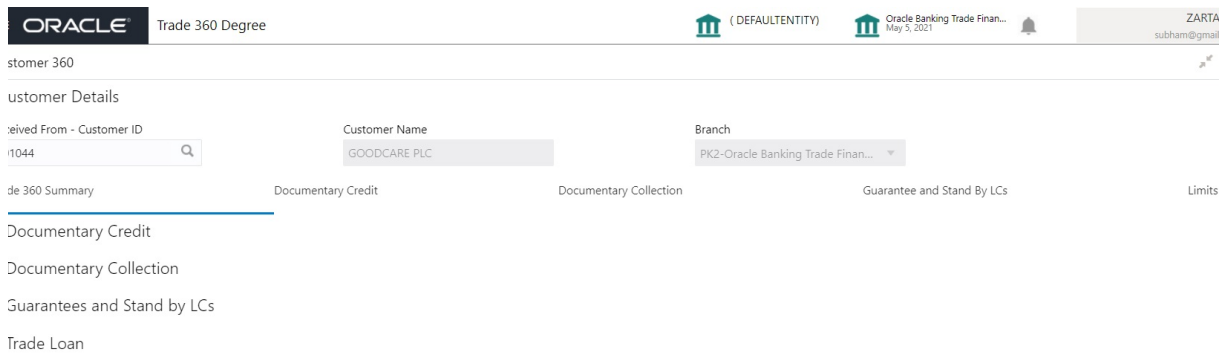 ORACLE Trade 360 Degree ( DEFAULTENTITY) Oracle Banking Trade Finan... ZARTA
May 5, 2021 subham@gmail
stomer 360
ustomer Details
ceived From - Customer ID Customer Name Branch
01044 GOODCARE PLC PK2-Oracle Banking Trade Finan...
de 360 Summary Documentary Credit Documentary Collection Guarantee and Stand By LCs Limits
Documentary Credit
Documentary Collection
Guarantees and Stand by LCs
Trade Loan